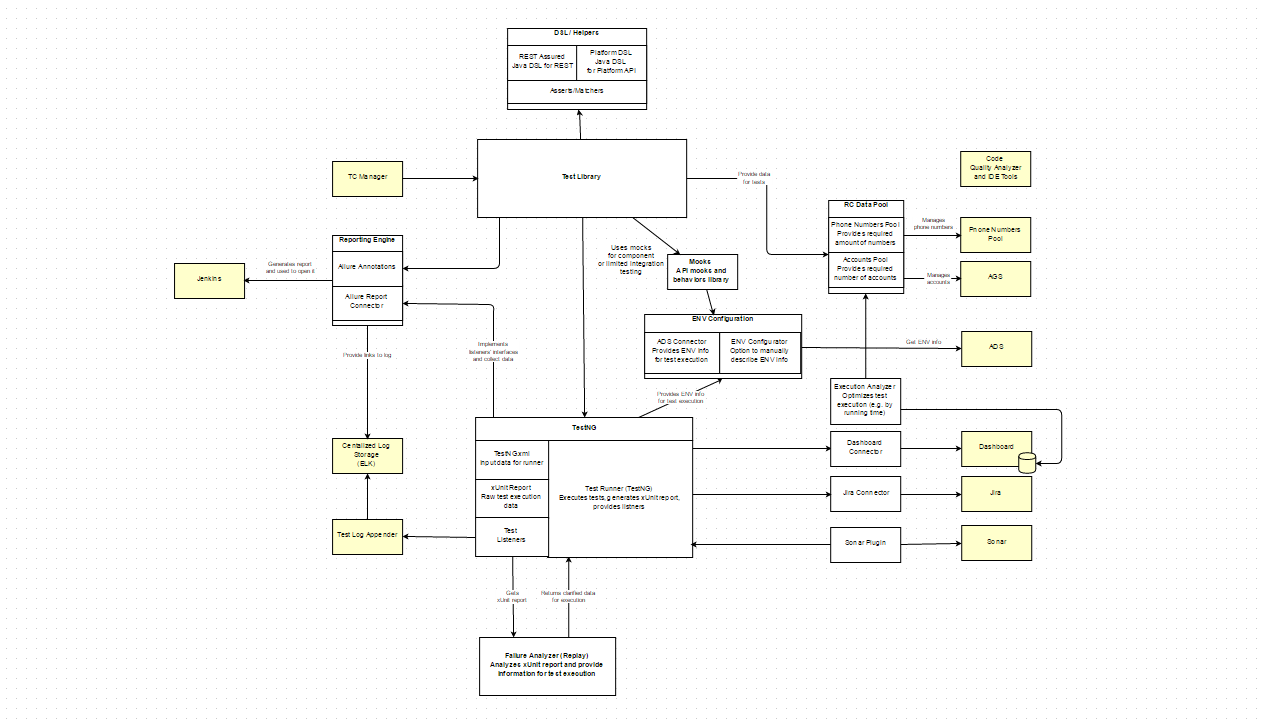 DSL/ Helpers
REST Assured
Java DSL for REST
Platform DSL
Java DSL
for Platform API
Asserts/Matchers
TC Manager
Test Library
Provide data
for tests
Code
Quality Analyzer
and IDE Tools
RC Data Pool
Phone Numbers Pool
Provides required
amount of numbers
Accounts Pool
Provides required
number of accounts
Manages
phone numbers
Phone Numbers
Pool
Manages
accounts
AGS
Reporting Engine
Allure Annotations
Allure Report
Connector
Generates report
and used to open it
Jenkins
Uses mocks
for component
or limited integration
testing
Mocks
API mocks and
behaviors library
ENV Configuration
ADS Connector
Provides ENV info
for test execution
ENV Configurator
Option to manually
describe ENV info
Get ENV info
ADS
Provide links to log
Implements
listeners' interfaces
and collect data
Provides ENV info
for test execution
Execution Analyzer
Optimizes test
execution (e.g. by
running time)
TestNG
TestNG xml
Input data for runner
xUnit Report
Raw test execution
data
Test
Listeners
Test Runner (TestNG)
Executes tests, generates xUnit report,
provides listners
Centalized Log
Storage
(ELK)
Test Log Appender
Dashboard
Connector
Dashboard
Jira Connector
Jira
Sonar Plugin
Sonar
Gets
xUnit report
Returns clarified data
for execution
Failure Analyzer (Replay)
Analyzes xUnit report and provide
information for test execution